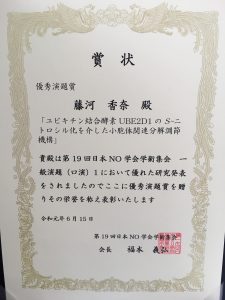 賞状
優秀演題賞
藤河 香奈 殿
「ユビキチン結合酵素 UBE2D1 の S-ニ
トロシル化を介した小胞体関連分解調節
機構」
貴殿は第19回日本NO学会学術集会 一
般演題(口演)1において優れた研究発表
をされましたのでここに優秀演題賞を贈
りその栄誉を称え表彰いたします
令和元年6月15日
第19回日本NO学会学術集会
会長 福本 義弘